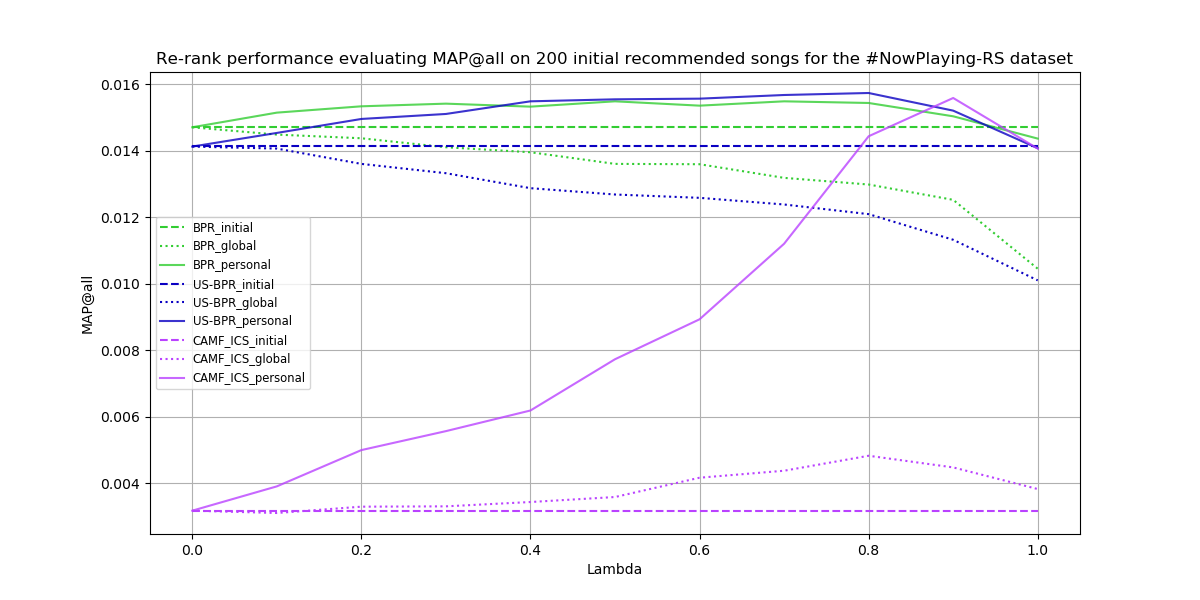 Re-rank performance evaluating MAP@all on 200 initial recommended songs for the #NowPlaying-RS dataset
0.016
0.014
0.012
0.010
0.008
0.006
0.004
MAP@all
BPR_initial
BPR_global
BPR_personal
US-BPR_initial
US-BPR_global
US-BPR_personal
CAMF_ICS_initial
CAMF_ICS_global
CAMF_ICS_personal
0.0 0.2 0.4 0.6 0.8 1.0
Lambda